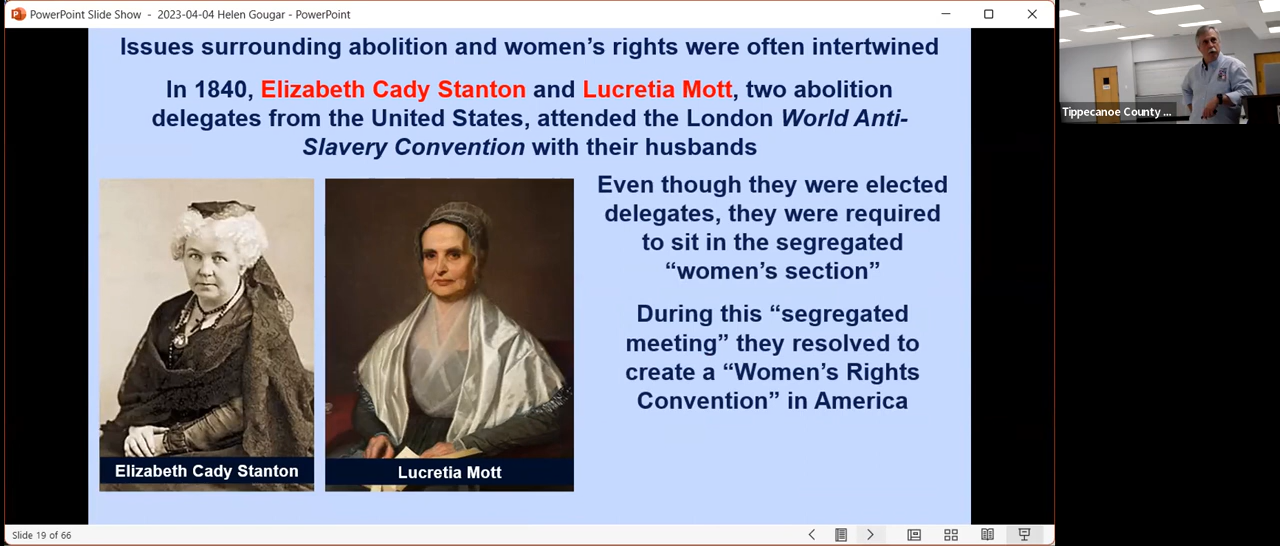 PowerPoint Slide Show - 2023-04-04 Helen Gougar - PowerPoint
Issues surrounding abolition and women’s rights were often intertwined
In 1840, Elizabeth Cady Stanton and Lucretia Mott, two abolition
delegates from the United States, attended the London World Anti-
Slavery Convention with their husbands
Even though they were elected
delegates, they were required
to sit in the segregated
“women’s section”
During this “segregated
meeting” they resolved to
create a “Women’s Rights
Convention” in America
Elizabeth Cady Stanton
Lucretia Mott
Slide 19 of 66
Tippecanoe County ...